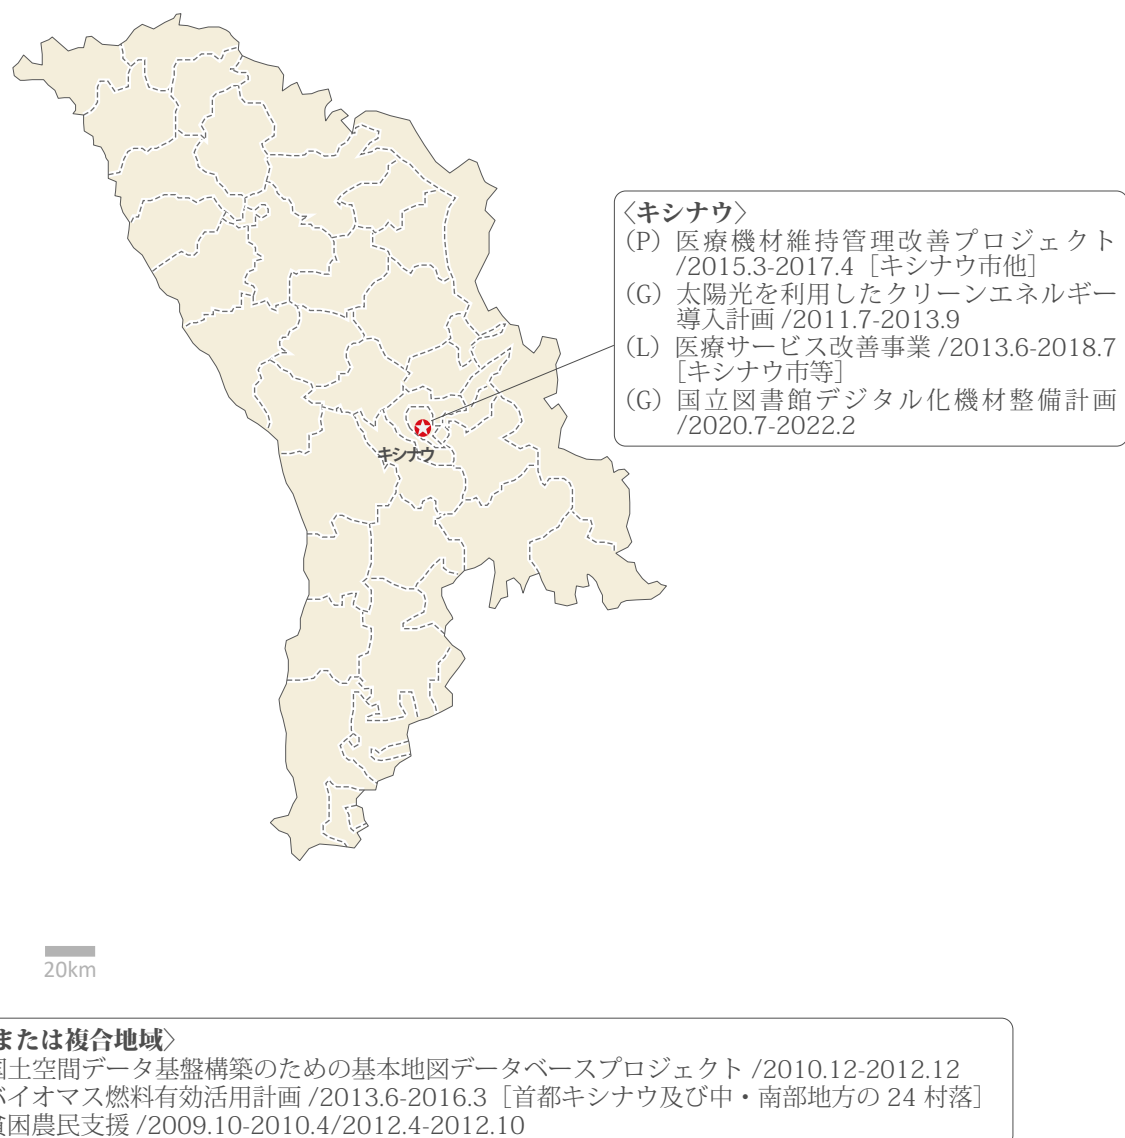 〈キシナウ〉
(P) 医療機材維持管理改善プロジェクト
/2015.3-2017.4［キシナウ市他］
(G) 太陽光を利用したクリーンエネルギー
導入計画 /2011.7-2013.9
(L) 医療サービス改善事業 /2013.6-2018.7
［キシナウ市等］
(G) 国立図書館デジタル化機材整備計画
/2020.7-2022.2
キシナウ
20km
または複合地域〉
国土空間データ基盤構築のための基本地図データベースプロジェクト /2010.12-2012.12
バイオマス燃料有効活用計画 /2013.6-2016.3［首都キシナウ及び中・南部地方の 24 村落］
貧困農民支援 /2009.10-2010.4/2012.4-2012.10